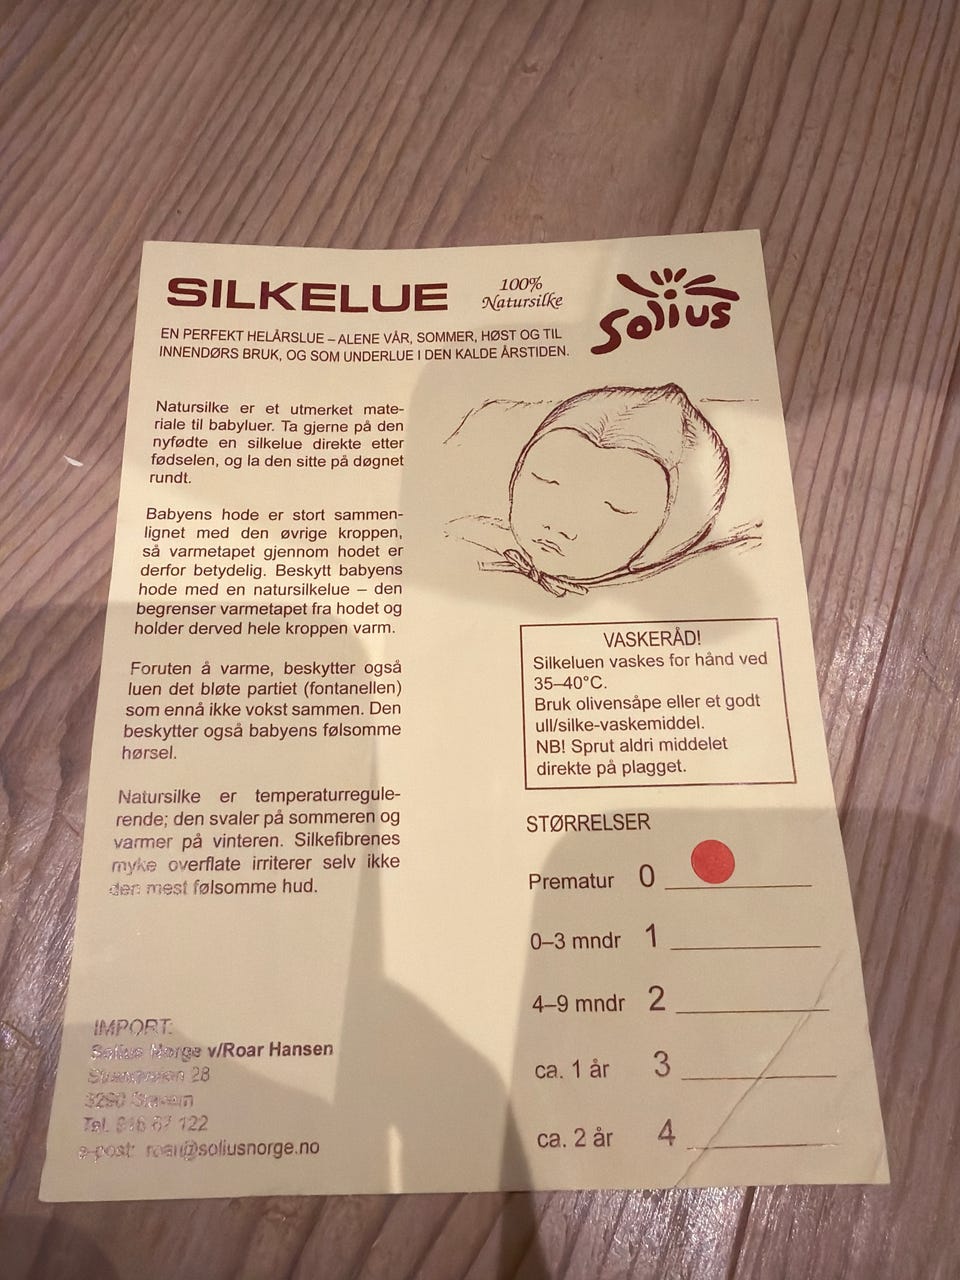 SILKELUE
100%
Natursilke
Solius
EN PERFEKT HELÅRSLUE – ALENE VÅR, SOMMER, HØST OG TIL
INNENDØRS BRUK, OG SOM UNDERLUE I DEN KALDE ÅRSTIDEN.
Natursilke er et utmerket mate-
riale til babyluer. Ta gjerne på den
nyfødte en silkelue direkte etter
fødselen, og la den sitte på døgnet
rundt.
Babyens hode er stort sammen-
lignet med den øvrige kroppen,
så varmetapet gjennom hodet er
derfor betydelig. Beskytt babyens
hode med en natursilkelue – den
begrenser varmetapet fra hodet og
holder derved hele kroppen varm.
Foruten å varme, beskytter også
luen det bløte partiet (fontanellen)
som ennå ikke vokst sammen. Den
beskytter også babyens følsomme
hørsel.
Natursilke er temperaturregule-
rende; den svaler på sommeren og
varmer på vinteren. Silkefibrenes
myke overflate irriterer selv ikke
den mest følsomme hud.
IMPORT:
Solius Norge v/Roar Hansen
28
3290 Stavern
Tel. 916 67 122
e-post: roar@soliusnorge.no
VASKERÅD!
Silkeluen vaskes for hånd ved
35–40°C.
Bruk olivensåpe eller et godt
ull/silke-vaskemiddel.
NB! Sprut aldri middelet
direkte på plagget.
STØRRELSER
Prematur 0
0–3 mndr 1
4–9 mndr 2
ca. 1 år 3
ca. 2 år 4